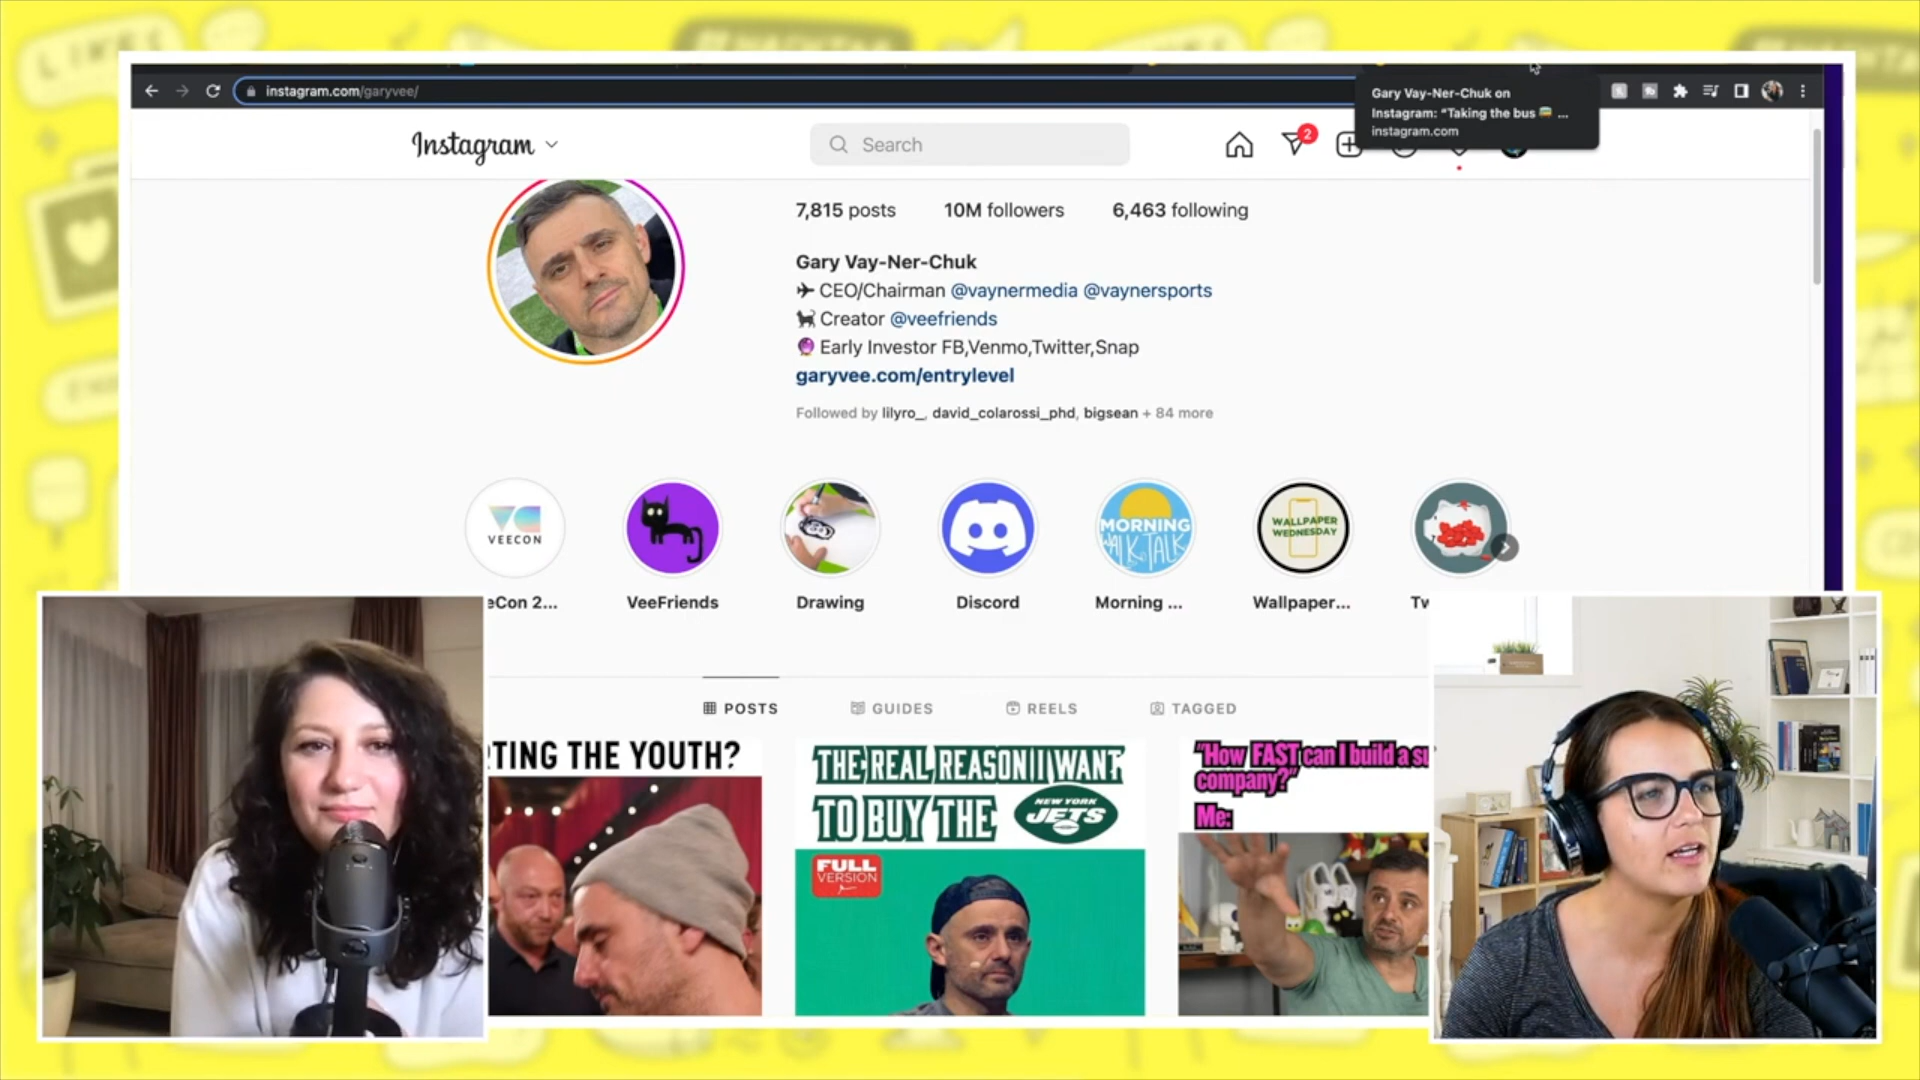 LIKES
instagram.com/garyvee/
Gary Vay-Ner-Chuk on
Instagram: “Taking the bus 🚎 ...
instagram.com
Instagram
Search
2
7,815 posts
10M followers
6,463 following
Gary Vay-Ner-Chuk
✈ CEO/Chairman @vaynermedia @vaynersports
🐈‍⬛ Creator @veefriends
🔮 Early Investor FB,Venmo,Twitter,Snap
garyvee.com/entrylevel
Followed by lilyro_, david_colarossi_phd, bigsean + 84 more
VEECON
MORNING
WALK TALK
WALLPAPER
WEDNESDAY
eCon 2...
VeeFriends
Drawing
Discord
Morning ...
Wallpaper...
Tw
POSTS
GUIDES
REELS
TAGGED
TING THE YOUTH?
THE REAL REASON I WANT
TO BUY THE
NEW YORK
JETS
FULL
VERSION
"How FAST can I build a su
company?"
Me: